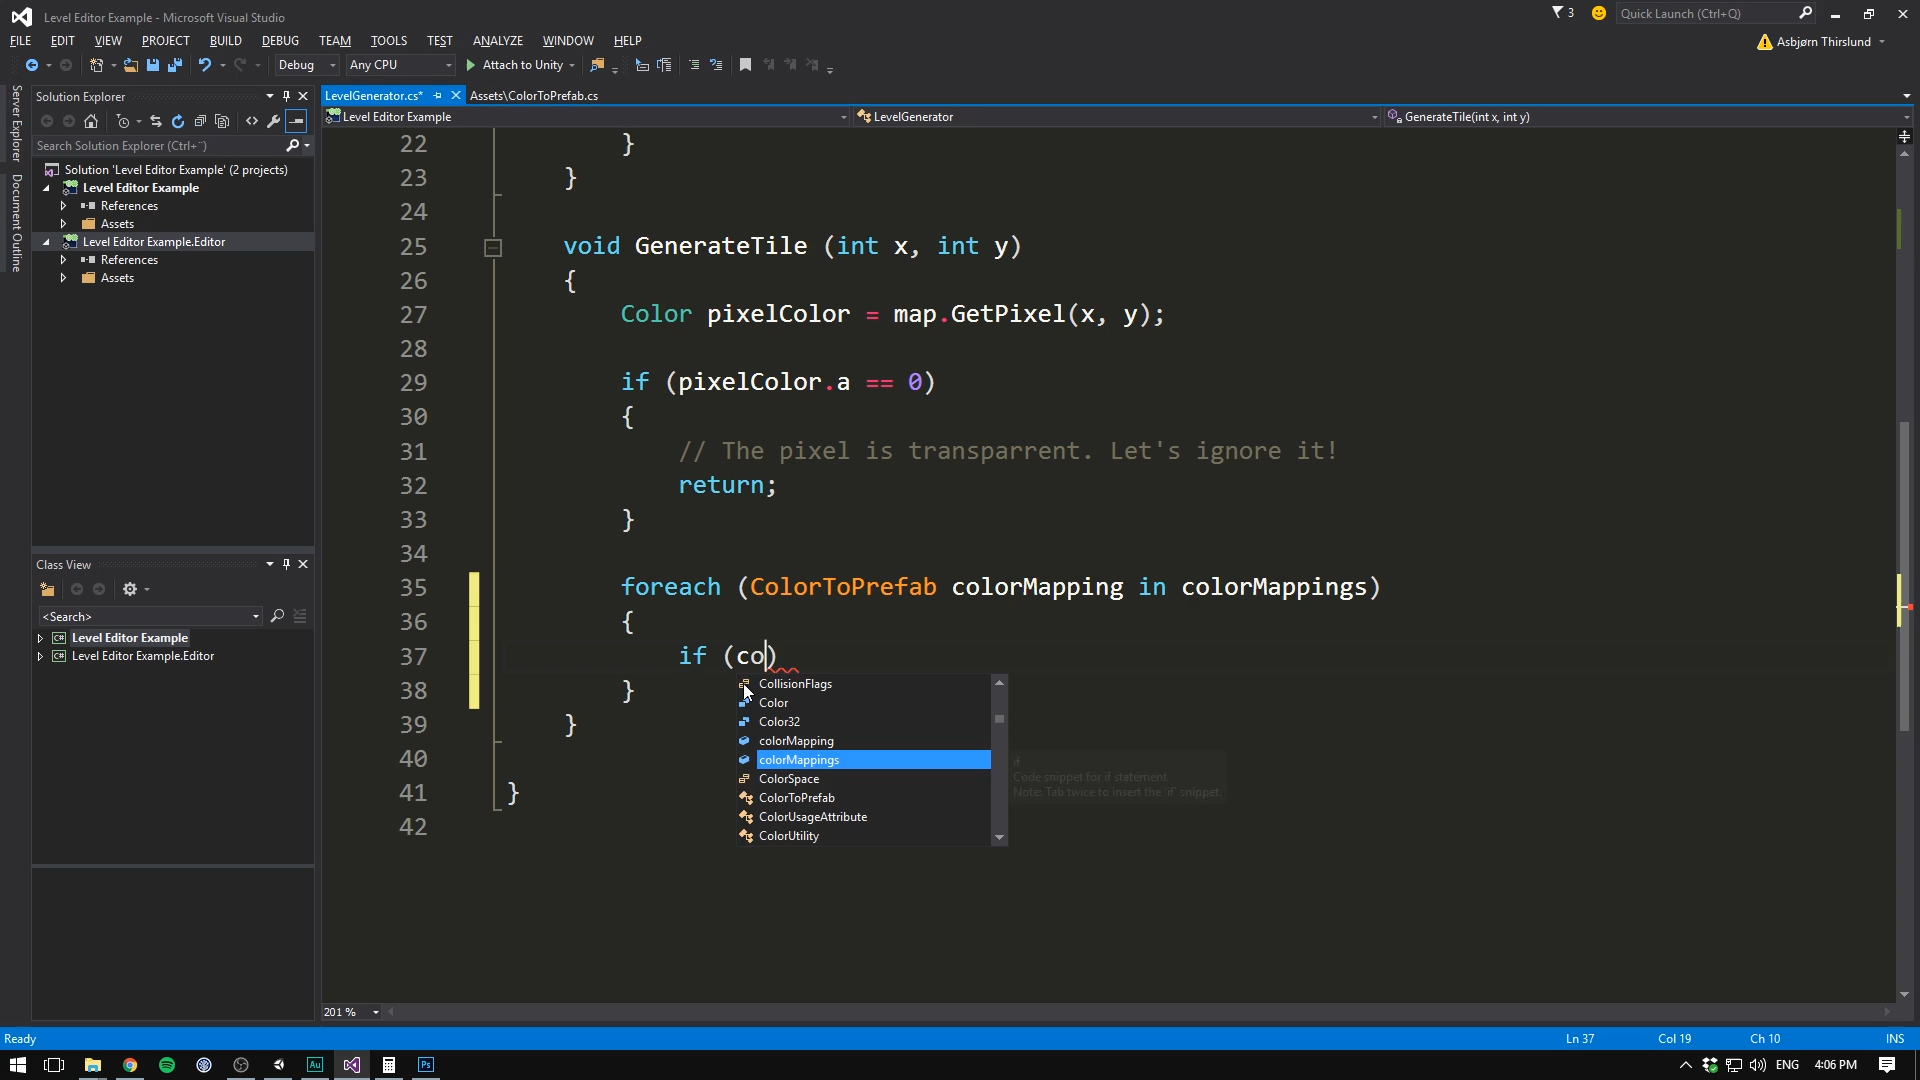 Level Editor Example - Microsoft Visual Studio
3
Quick Launch (Ctrl+Q)
FILE EDIT VIEW PROJECT BUILD DEBUG TEAM TOOLS TEST ANALYZE WINDOW HELP
Asbjørn Thirslund
Debug Any CPU Attach to Unity
Server Explorer
Document Outline
Solution Explorer
Search Solution Explorer (Ctrl+¨)
Solution 'Level Editor Example' (2 projects)
Level Editor Example
References
Assets
Level Editor Example.Editor
References
Assets
Class View
<Search>
Level Editor Example
Level Editor Example.Editor
LevelGenerator.cs* Assets\ColorToPrefab.cs
Level Editor Example LevelGenerator GenerateTile(int x, int y)
22 }
23 }
24
25 void GenerateTile (int x, int y)
26 {
27 Color pixelColor = map.GetPixel(x, y);
28
29 if (pixelColor.a == 0)
30 {
31 // The pixel is transparrent. Let's ignore it!
32 return;
33 }
34
35 foreach (ColorToPrefab colorMapping in colorMappings)
36 {
37 if (co)
38 }
39 }
40
41 }
42
CollisionFlags
Color
Color32
colorMapping
colorMappings
ColorSpace
ColorToPrefab
ColorUsageAttribute
ColorUtility
if
Code snippet for if statement
Note: Tab twice to insert the 'if' snippet.
201 %
Ready Ln 37 Col 19 Ch 10 INS
Au Ps ENG 4:06 PM